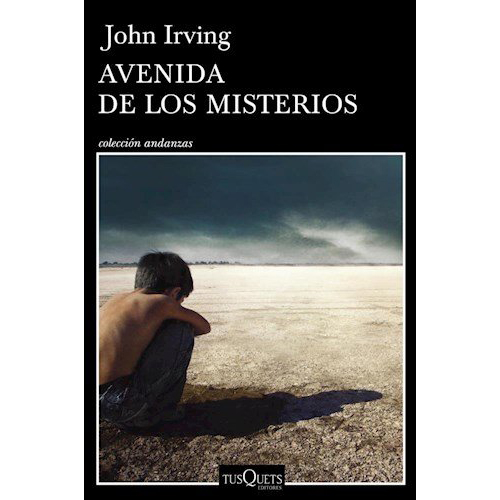 John Irving
AVENIDA
DE LOS MISTERIOS
colección andanzas
TUSQUETS
EDITORES